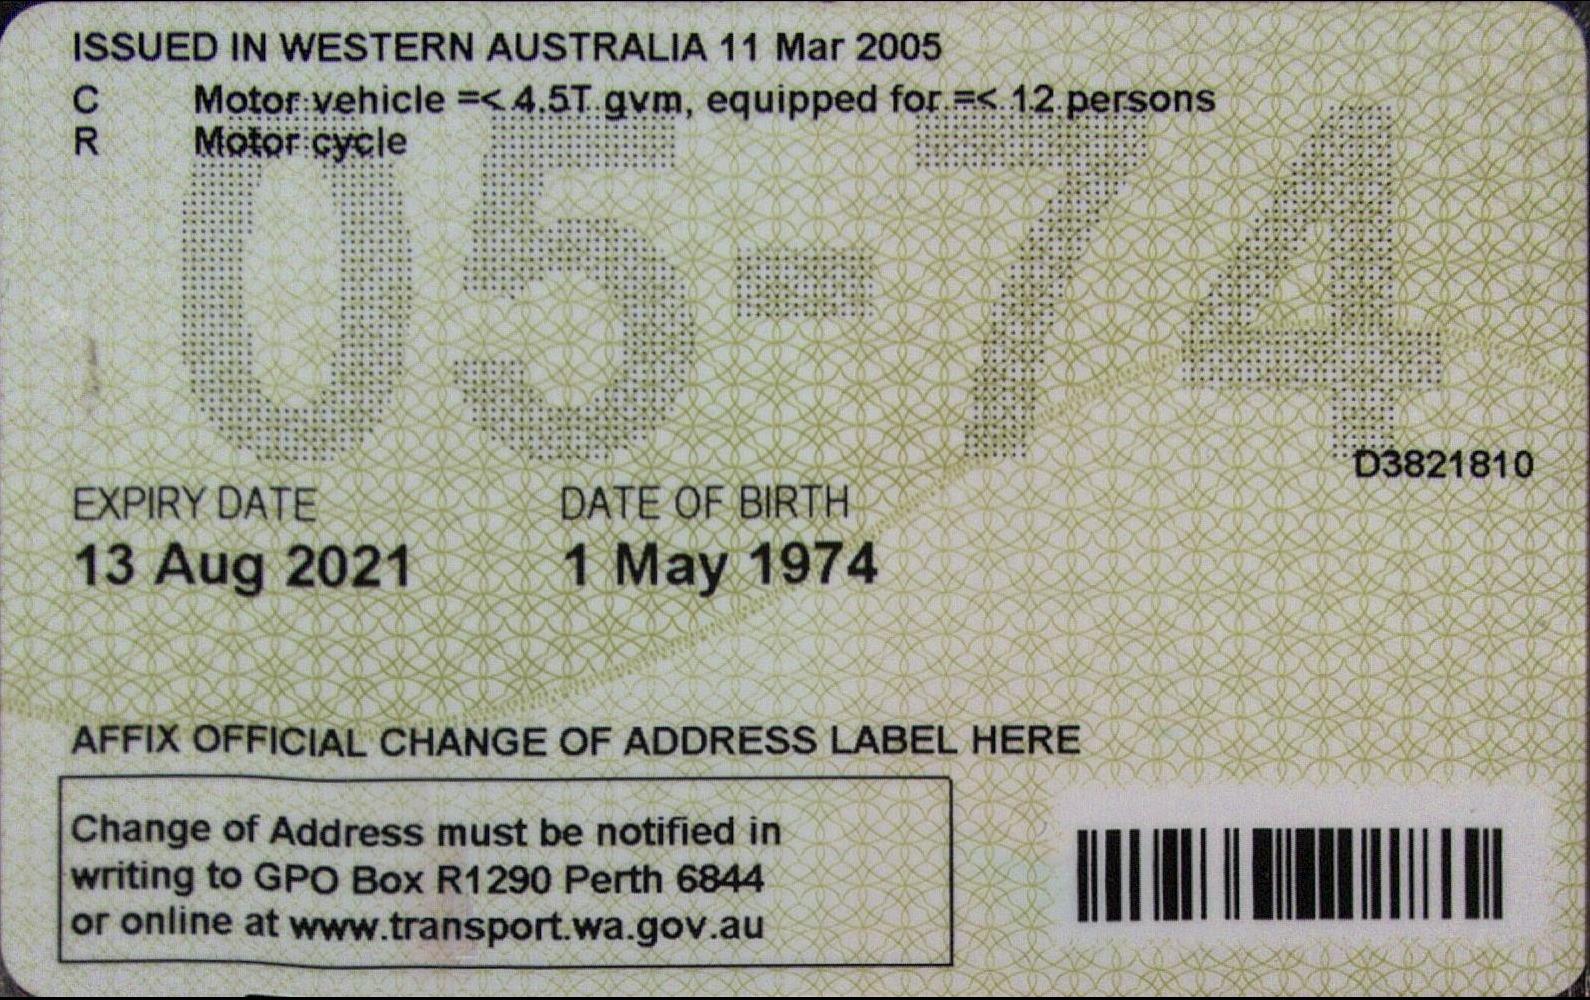 ISSUED IN WESTERN AUSTRALIA 11 Mar 2005
C Motor vehicle =< 4.5T gvm, equipped for =< 12 persons
R Motor cycle
05-74
D3821810
EXPIRY DATE DATE OF BIRTH
13 Aug 2021 1 May 1974
AFFIX OFFICIAL CHANGE OF ADDRESS LABEL HERE
Change of Address must be notified in
writing to GPO Box R1290 Perth 6844
or online at www.transport.wa.gov.au